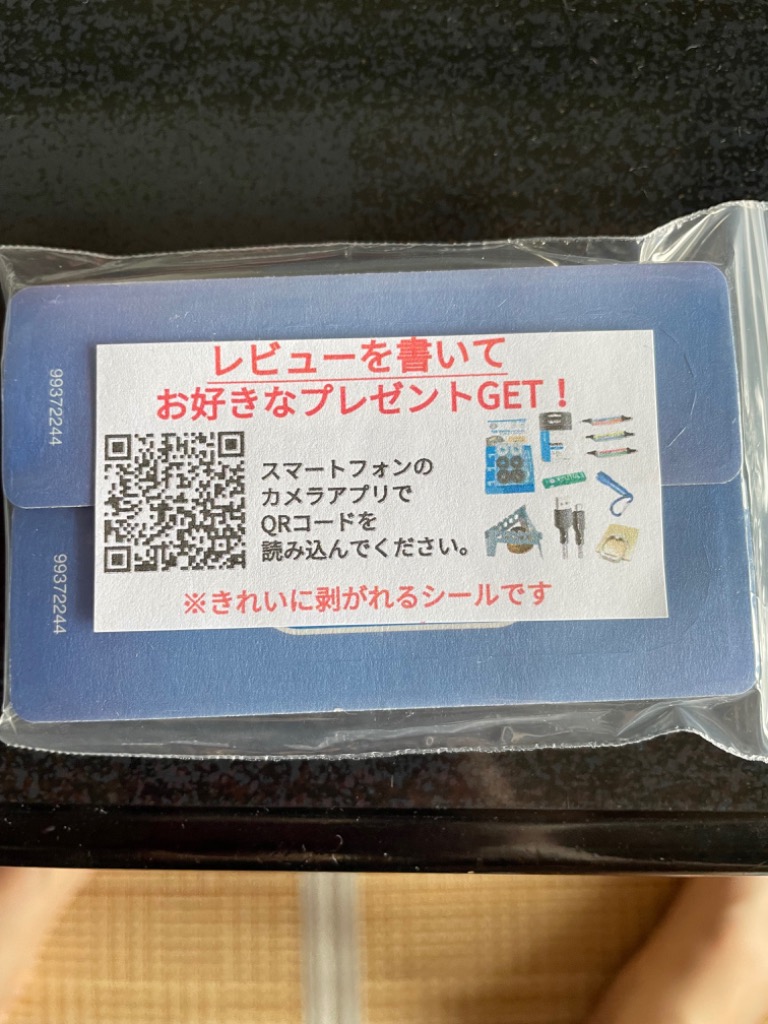 レビューを書いて
お好きなプレゼントGET！
スマートフォンの
カメラアプリで
QRコードを
読み込んでください。
※きれいに剥がれるシールです
99372244
99372244